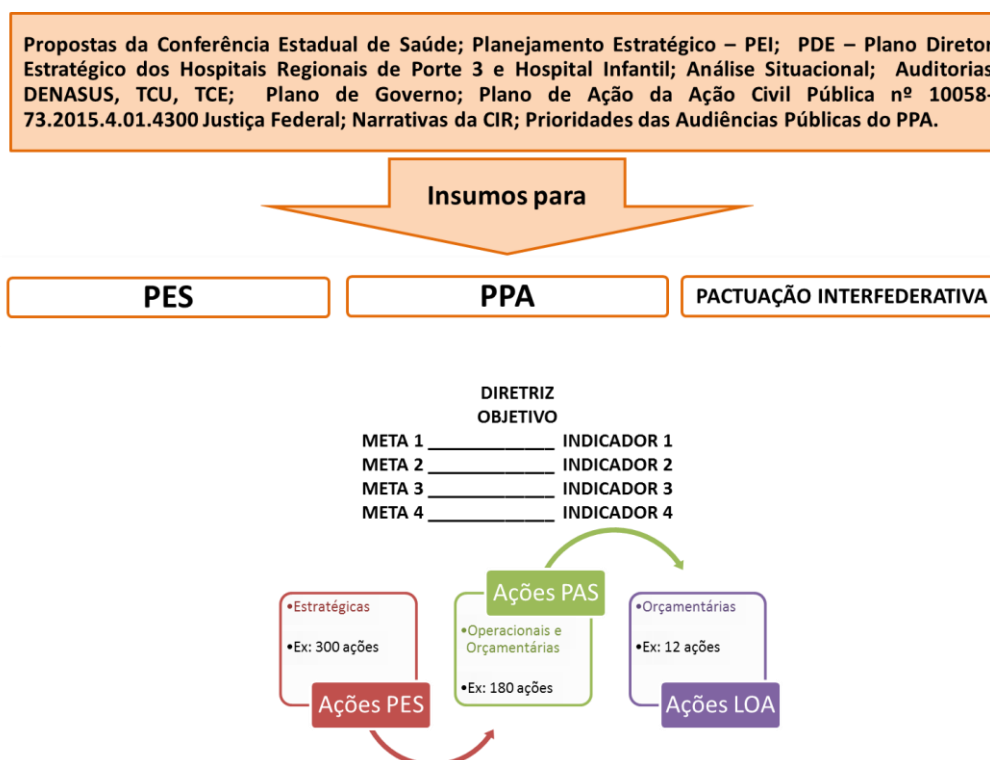 Propostas da Conferência Estadual de Saúde; Planejamento Estratégico – PEI; PDE – Plano Diretor
Estratégico dos Hospitais Regionais de Porte 3 e Hospital Infantil; Análise Situacional; Auditorias
DENASUS, TCU, TCE; Plano de Governo; Plano de Ação da Ação Civil Pública nº 10058-
73.2015.4.01.4300 Justiça Federal; Narrativas da CIR; Prioridades das Audiências Públicas do PPA.
Insumos para
PES
PPA
PACTUAÇÃO INTERFEDERATIVA
DIRETRIZ
OBJETIVO
META 1 ______________ INDICADOR 1
META 2 ______________ INDICADOR 2
META 3 ______________ INDICADOR 3
META 4 ______________ INDICADOR 4
•Estratégicas
•Ex: 300 ações
Ações PES
Ações PAS
•Operacionais e
Orçamentárias
•Ex: 180 ações
•Orçamentárias
•Ex: 12 ações
Ações LOA